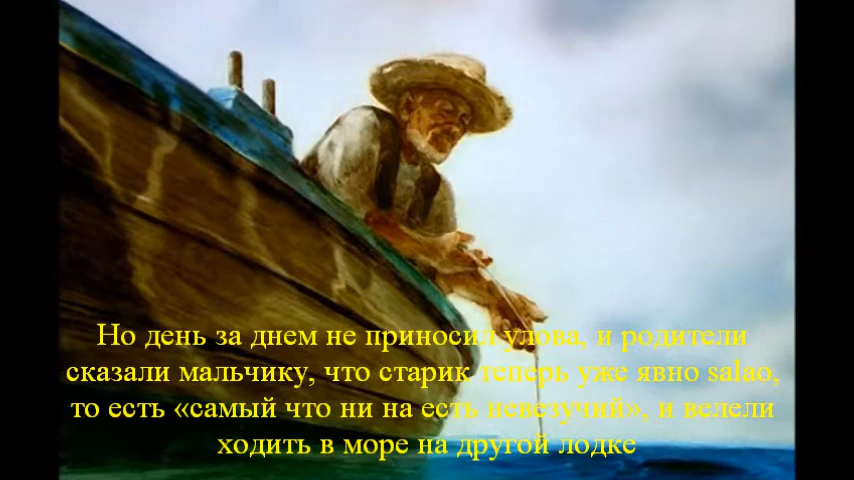 Но день за днем не приносил улова, и родители
сказали мальчику, что старик теперь уже явно salao,
то есть «самый что ни на есть невезучий», и велели
ходить в море на другой лодке